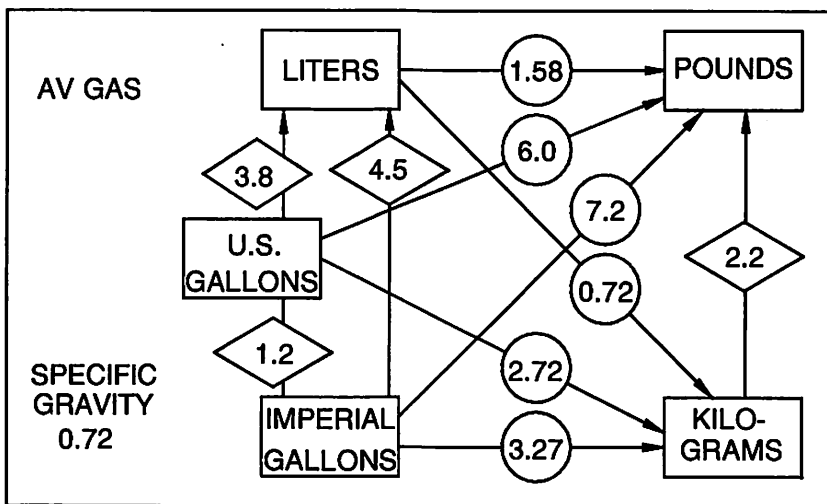 LITERS
1.58
POUNDS
AV GAS
6.0
3.8
4.5
7.2
U.S.
GALLONS
2.2
0.72
1.2
2.72
SPECIFIC
GRAVITY
0.72
IMPERIAL
GALLONS
3.27
KILO-
GRAMS